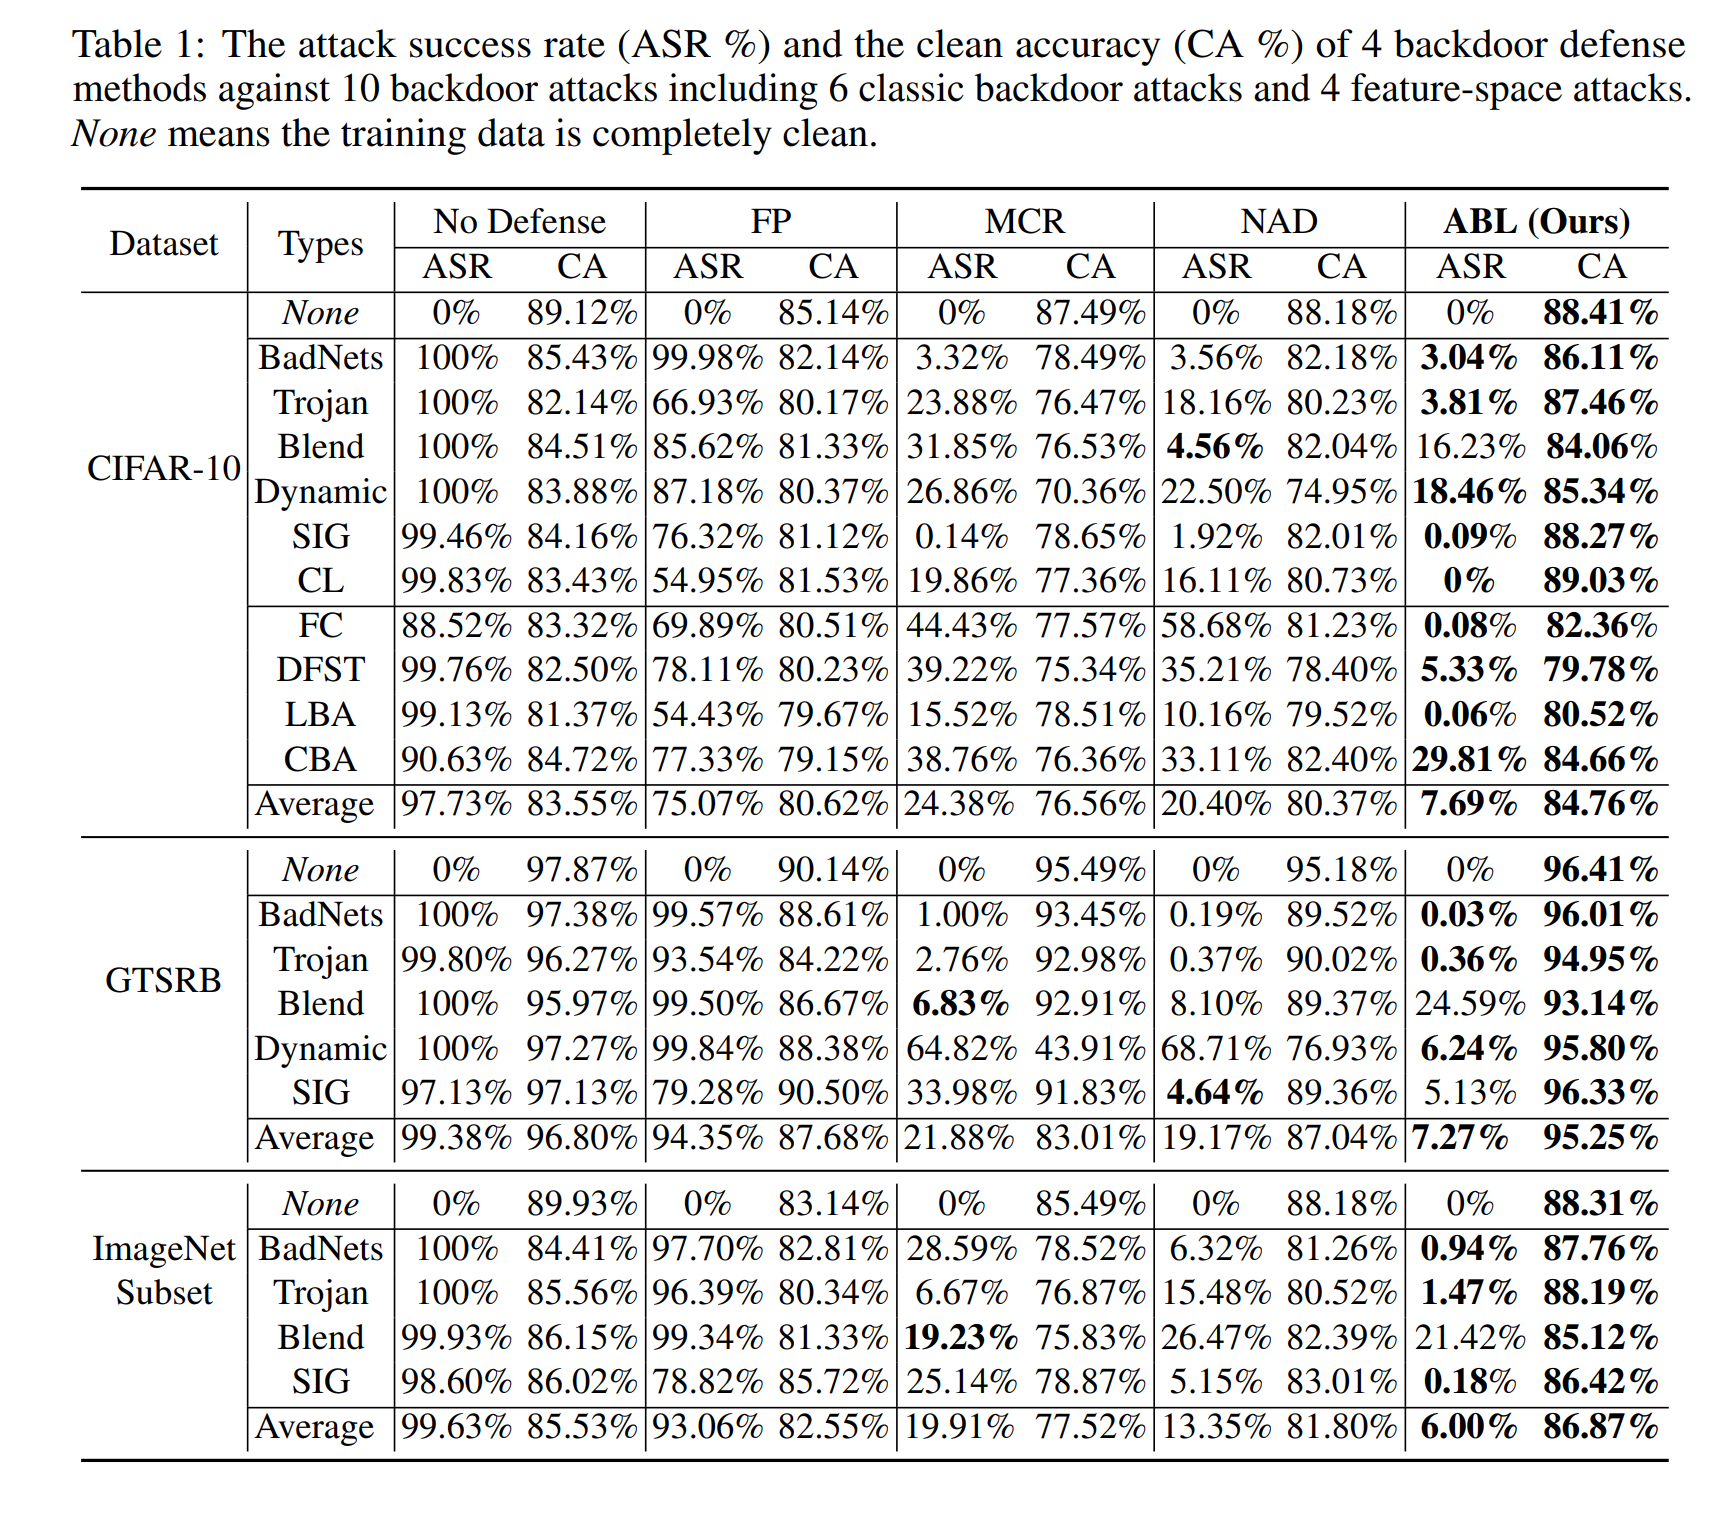 Table 1: The attack success rate (ASR %) and the clean accuracy (CA %) of 4 backdoor defense
methods against 10 backdoor attacks including 6 classic backdoor attacks and 4 feature-space attacks.
None means the training data is completely clean.
Dataset Types No Defense FP MCR NAD ABL (Ours)
ASR CA ASR CA ASR CA ASR CA ASR CA
CIFAR-10
None 0% 89.12% 0% 85.14% 0% 87.49% 0% 88.18% 0% 88.41%
BadNets 100% 85.43% 99.98% 82.14% 3.32% 78.49% 3.56% 82.18% 3.04% 86.11%
Trojan 100% 82.14% 66.93% 80.17% 23.88% 76.47% 18.16% 80.23% 3.81% 87.46%
Blend 100% 84.51% 85.62% 81.33% 31.85% 76.53% 4.56% 82.04% 16.23% 84.06%
Dynamic 100% 83.88% 87.18% 80.37% 26.86% 70.36% 22.50% 74.95% 18.46% 85.34%
SIG 99.46% 84.16% 76.32% 81.12% 0.14% 78.65% 1.92% 82.01% 0.09% 88.27%
CL 99.83% 83.43% 54.95% 81.53% 19.86% 77.36% 16.11% 80.73% 0% 89.03%
FC 88.52% 83.32% 69.89% 80.51% 44.43% 77.57% 58.68% 81.23% 0.08% 82.36%
DFST 99.76% 82.50% 78.11% 80.23% 39.22% 75.34% 35.21% 78.40% 5.33% 79.78%
LBA 99.13% 81.37% 54.43% 79.67% 15.52% 78.51% 10.16% 79.52% 0.06% 80.52%
CBA 90.63% 84.72% 77.33% 79.15% 38.76% 76.36% 33.11% 82.40% 29.81% 84.66%
Average 97.73% 83.55% 75.07% 80.62% 24.38% 76.56% 20.40% 80.37% 7.69% 84.76%
GTSRB
None 0% 97.87% 0% 90.14% 0% 95.49% 0% 95.18% 0% 96.41%
BadNets 100% 97.38% 99.57% 88.61% 1.00% 93.45% 0.19% 89.52% 0.03% 96.01%
Trojan 99.80% 96.27% 93.54% 84.22% 2.76% 92.98% 0.37% 90.02% 0.36% 94.95%
Blend 100% 95.97% 99.50% 86.67% 6.83% 92.91% 8.10% 89.37% 24.59% 93.14%
Dynamic 100% 97.27% 99.84% 88.38% 64.82% 43.91% 68.71% 76.93% 6.24% 95.80%
SIG 97.13% 97.13% 79.28% 90.50% 33.98% 91.83% 4.64% 89.36% 5.13% 96.33%
Average 99.38% 96.80% 94.35% 87.68% 21.88% 83.01% 19.17% 87.04% 7.27% 95.25%
ImageNet
Subset
None 0% 89.93% 0% 83.14% 0% 85.49% 0% 88.18% 0% 88.31%
BadNets 100% 84.41% 97.70% 82.81% 28.59% 78.52% 6.32% 81.26% 0.94% 87.76%
Trojan 100% 85.56% 96.39% 80.34% 6.67% 76.87% 15.48% 80.52% 1.47% 88.19%
Blend 99.93% 86.15% 99.34% 81.33% 19.23% 75.83% 26.47% 82.39% 21.42% 85.12%
SIG 98.60% 86.02% 78.82% 85.72% 25.14% 78.87% 5.15% 83.01% 0.18% 86.42%
Average 99.63% 85.53% 93.06% 82.55% 19.91% 77.52% 13.35% 81.80% 6.00% 86.87%